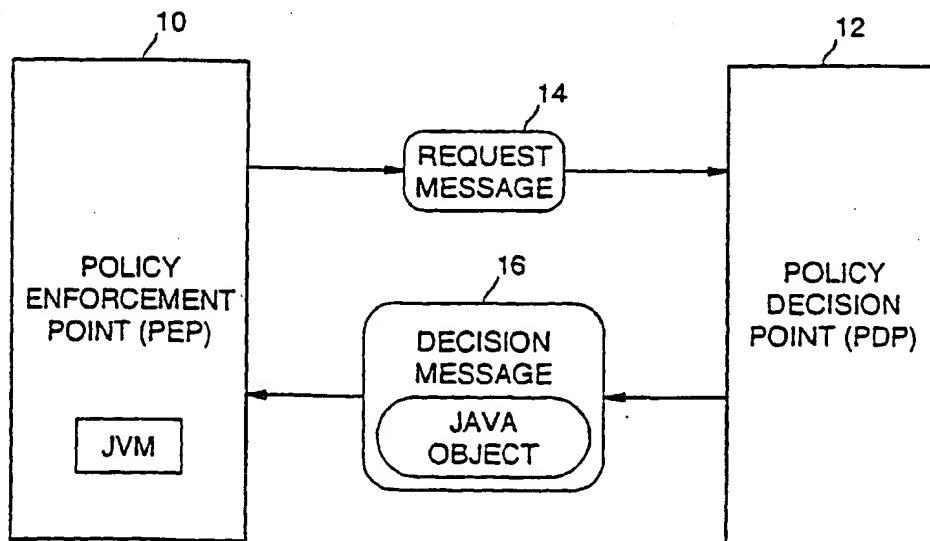 10
12
14
REQUEST
MESSAGE
POLICY
ENFORCEMENT
POINT (PEP)
16
DECISION
MESSAGE
JAVA
OBJECT
POLICY
DECISION
POINT (PDP)
JVM